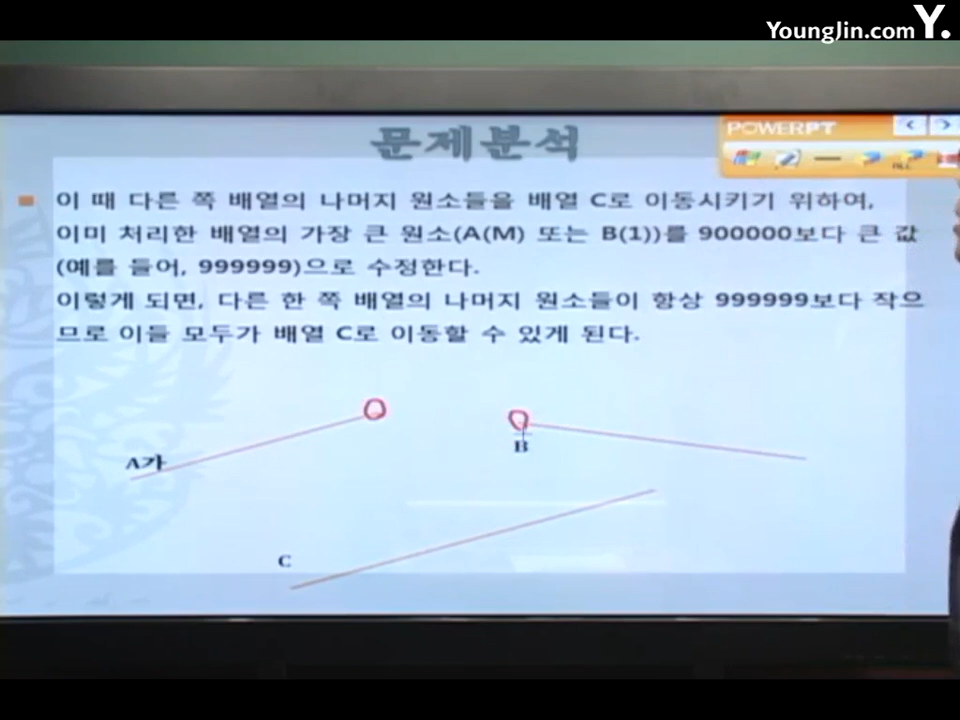 YoungJin.com Y.
문제분석
POWERPT
이 때 다른 쪽 배열의 나머지 원소들을 배열 C로 이동시키기 위하여,
이미 처리한 배열의 가장 큰 원소(A(M) 또는 B(1))를 900000보다 큰 값
(예를 들어, 999999)으로 수정한다.
이렇게 되면, 다른 한 쪽 배열의 나머지 원소들이 항상 999999보다 작으
므로 이들 모두가 배열 C로 이동할 수 있게 된다.
A가
B
C